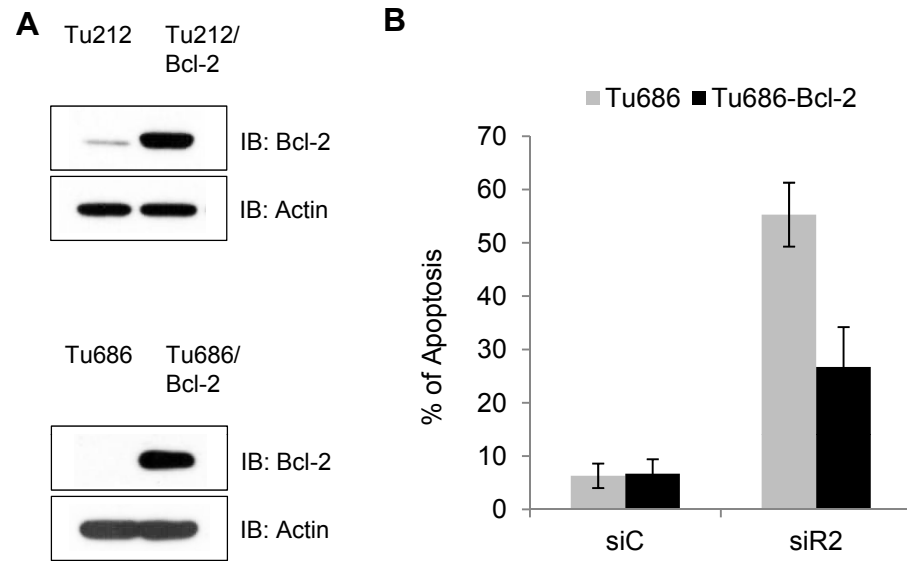 A
Tu212 Tu212/
Bcl-2
IB: Bcl-2
IB: Actin
Tu686 Tu686/
Bcl-2
IB: Bcl-2
IB: Actin
B
Tu686 Tu686-Bcl-2
% of Apoptosis
70
60
50
40
30
20
10
0
siC siR2